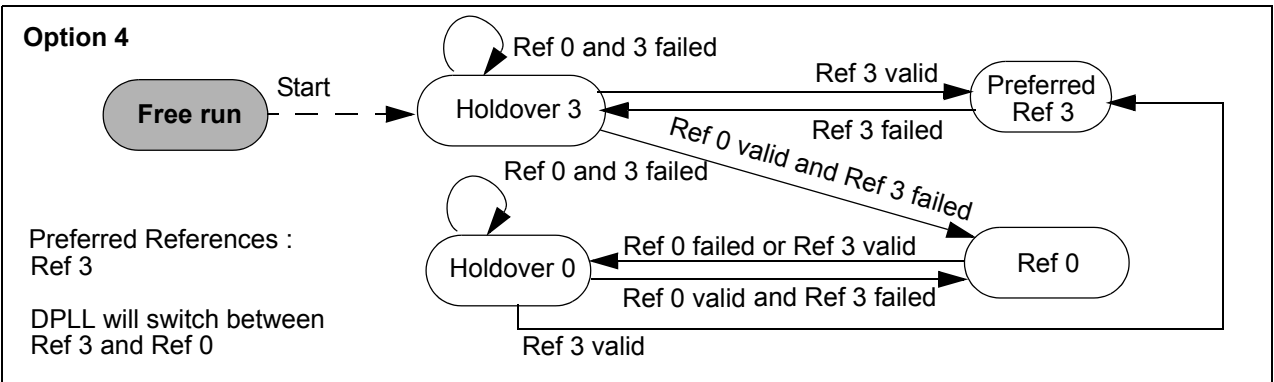 Option 4
Ref 0 and 3 failed
Start
Free run
Holdover 3
Ref 3 valid
Preferred
Ref 3
Ref 3 failed
Ref 0 valid and Ref 3 failed
Ref 0 and 3 failed
Preferred References :
Ref 3
Holdover 0
Ref 0 failed or Ref 3 valid
Ref 0
Ref 0 valid and Ref 3 failed
DPLL will switch between
Ref 3 and Ref 0
Ref 3 valid